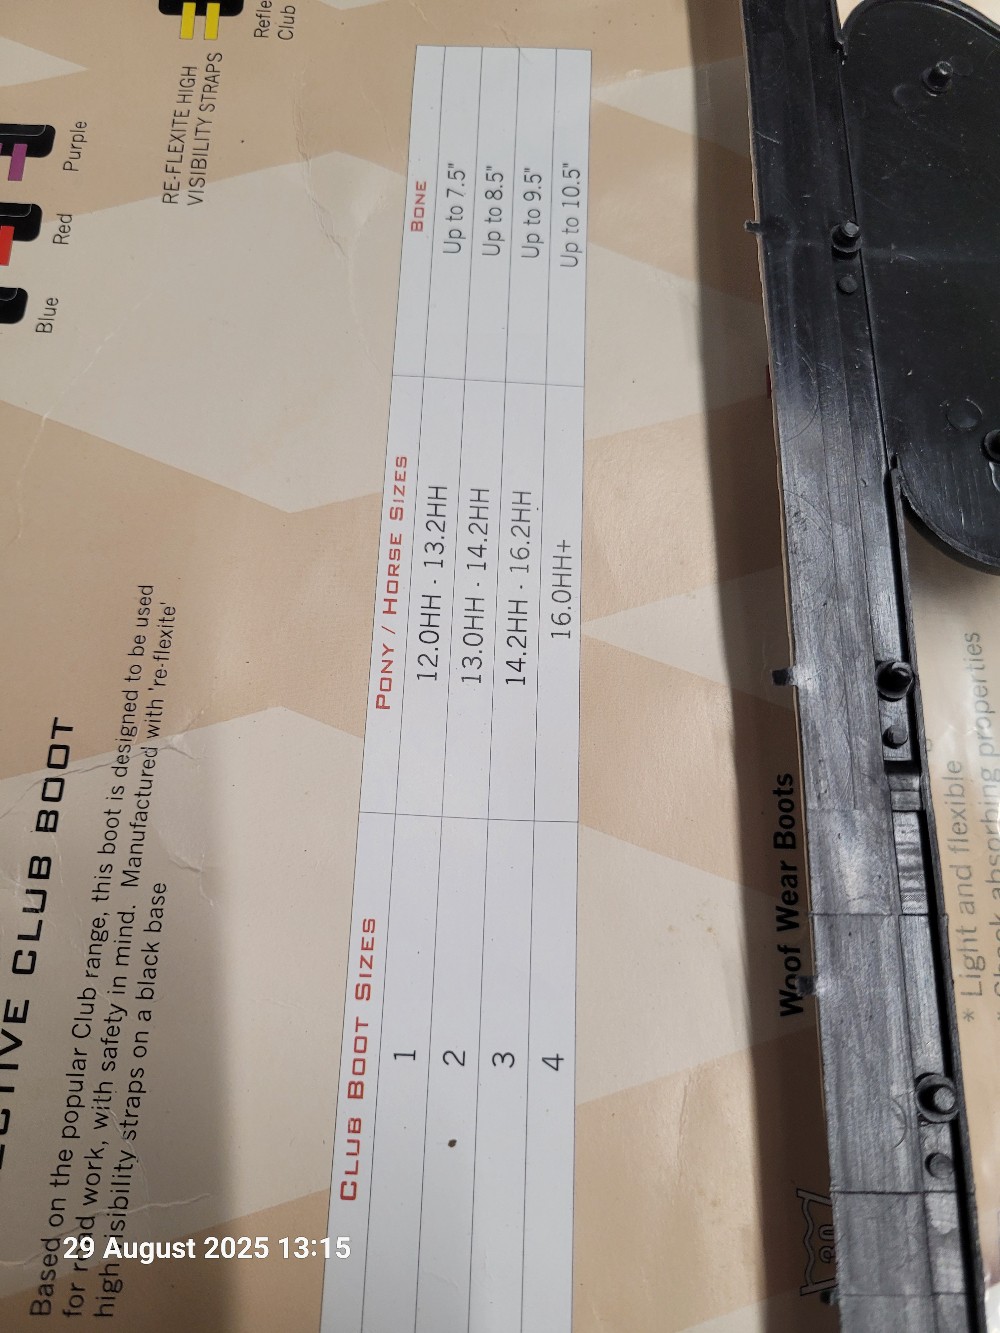 Blue
Red
Purple
RE-FLEXITE HIGH
VISIBILITY STRAPS
Club
CLUB BOOT
Based on the popular Club range, this boot is designed to be used
for road work, with safety in mind. Manufactured with 're-flexite'
high visibility straps on a black base
CLUB BOOT SIZES PONY / HORSE SIZES BONE
1 12.0HH - 13.2HH Up to 7.5"
2 13.0HH - 14.2HH Up to 8.5"
3 14.2HH - 16.2HH Up to 9.5"
4 16.0HH+ Up to 10.5"
Woof Wear Boots
30
* Light and flexible
absorbing properties
29 August 2025 13:15